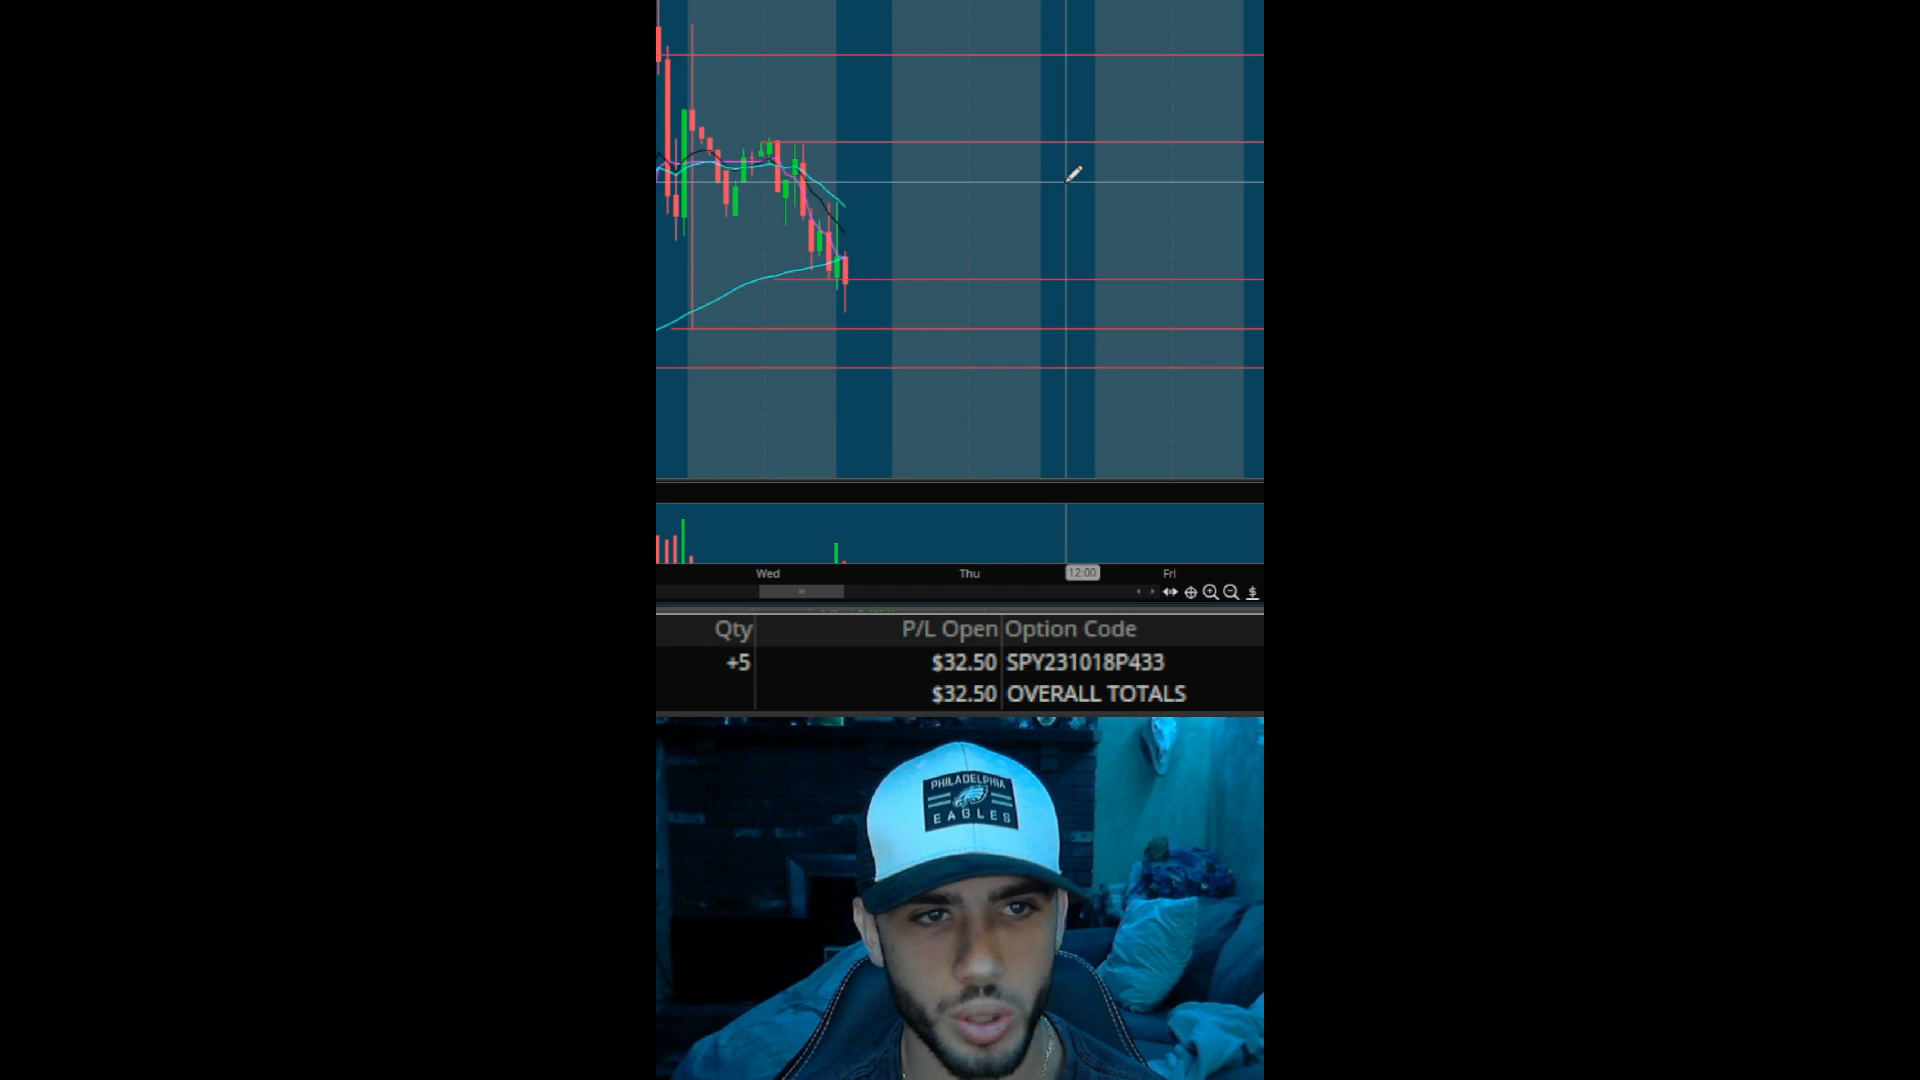 Wed Thu 12:00 Fri
Qty P/L Open Option Code
+5 $32.50 SPY231018P433
$32.50 OVERALL TOTALS
PHILADELPHIA
EAGLES